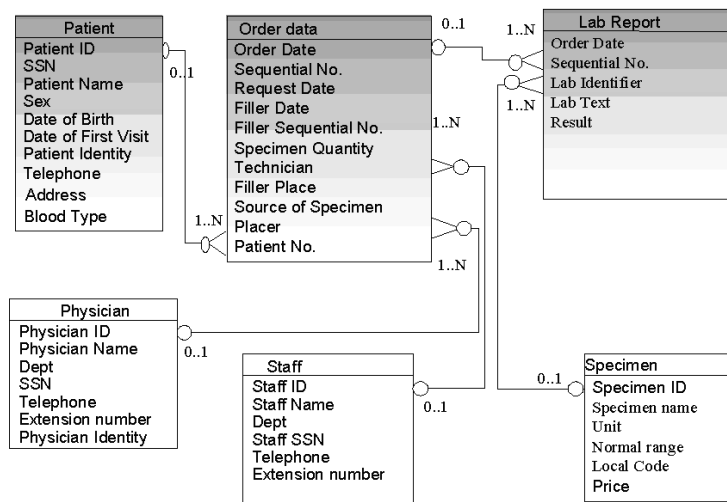 Patient
Patient ID
SSN
Patient Name
Sex
Date of Birth
Date of First Visit
Patient Identity
Telephone
Address
Blood Type
0..1
1..N
Order data
Order Date
Sequential No.
Request Date
Filler Date
Filler Sequential No.
Specimen Quantity
Technician
Filler Place
Source of Specimen
Placer
Patient No.
0..1
1..N
1..N
1..N
1..N
Lab Report
Order Date
Sequential No.
Lab Identifier
Lab Text
Result
Physician
Physician ID
Physician Name
Dept
SSN
Telephone
Extension number
Physician Identity
0..1
Staff
Staff ID
Staff Name
Dept
Staff SSN
Telephone
Extension number
0..1
0..1
Specimen
Specimen ID
Specimen name
Unit
Normal range
Local Code
Price